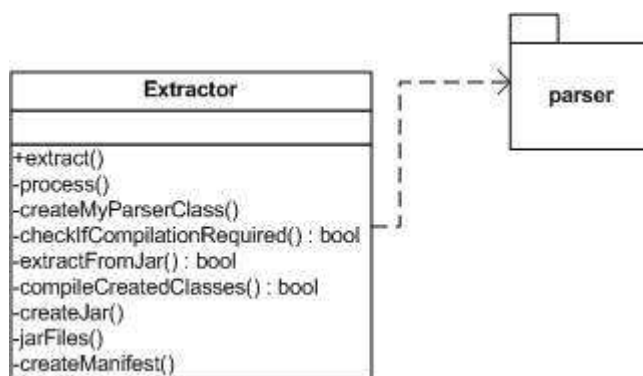 Extractor
parser
+extract()
-process()
-createMyParserClass()
-checkIfCompilationRequired() : bool
-extractFromJar() : bool
-compileCreatedClasses() : bool
-createJar()
-jarFiles()
-createManifest()